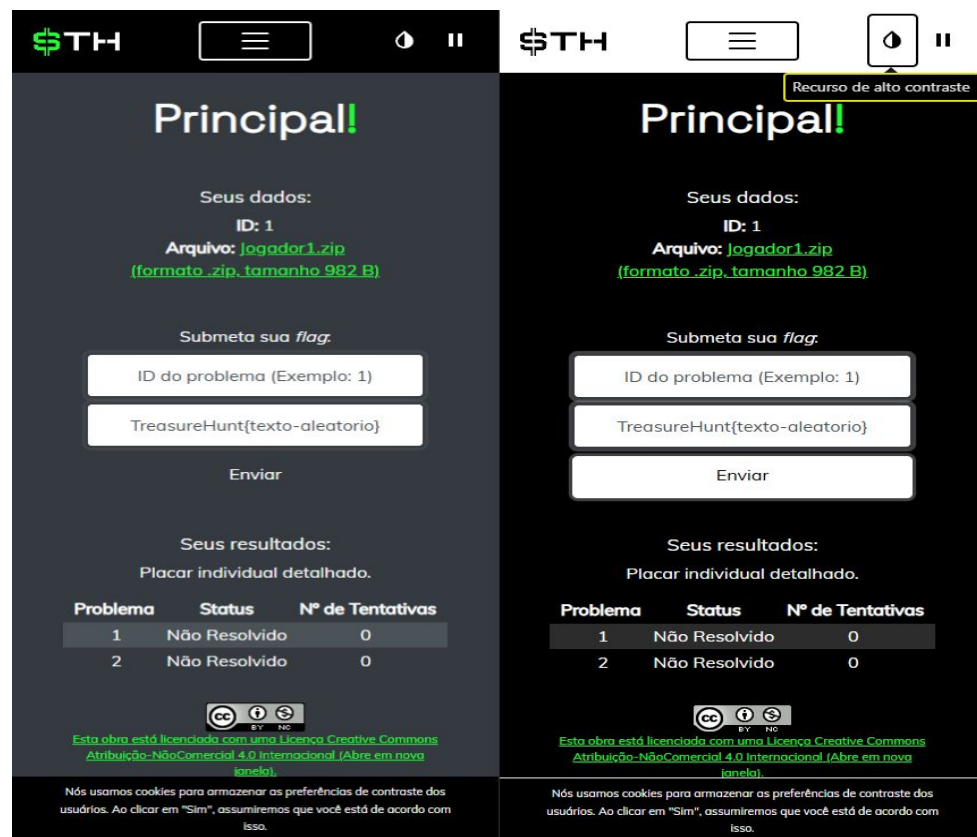 $TH
Principal!
Seus dados:
ID: 1
Arquivo: Jogador1.zip
(formato .zip, tamanho 982 B)
Submeta sua flag:
ID do problema (Exemplo: 1)
TreasureHunt{texto-aleatorio}
Enviar
Seus resultados:
Placar individual detalhado.
Problema Status Nº de Tentativas
1 Não Resolvido 0
2 Não Resolvido 0
CC BY NC
Esta obra está licenciada com uma Licença Creative Commons
Atribuição-NãoComercial 4.0 Internacional (Abre em nova
janela).
Nós usamos cookies para armazenar as preferências de contraste dos
usuários. Ao clicar em "Sim", assumiremos que você está de acordo com
isso.
$TH
Recurso de alto contraste
Principal!
Seus dados:
ID: 1
Arquivo: Jogador1.zip
(formato .zip, tamanho 982 B)
Submeta sua flag:
ID do problema (Exemplo: 1)
TreasureHunt{texto-aleatorio}
Enviar
Seus resultados:
Placar individual detalhado.
Problema Status Nº de Tentativas
1 Não Resolvido 0
2 Não Resolvido 0
CC BY NC
Esta obra está licenciada com uma Licença Creative Commons
Atribuição-NãoComercial 4.0 Internacional (Abre em nova
janela).
Nós usamos cookies para armazenar as preferências de contraste dos
usuários. Ao clicar em "Sim", assumiremos que você está de acordo com
isso.